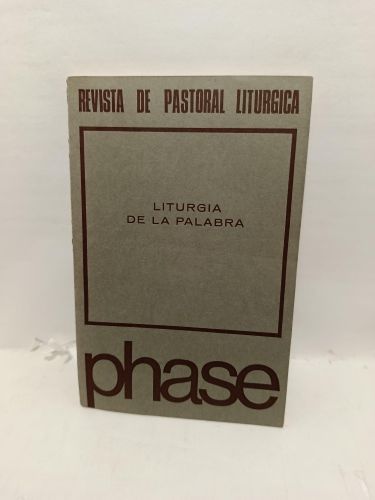 REVISTA DE PASTORAL LITURGICA
LITURGIA
DE LA PALABRA
phase